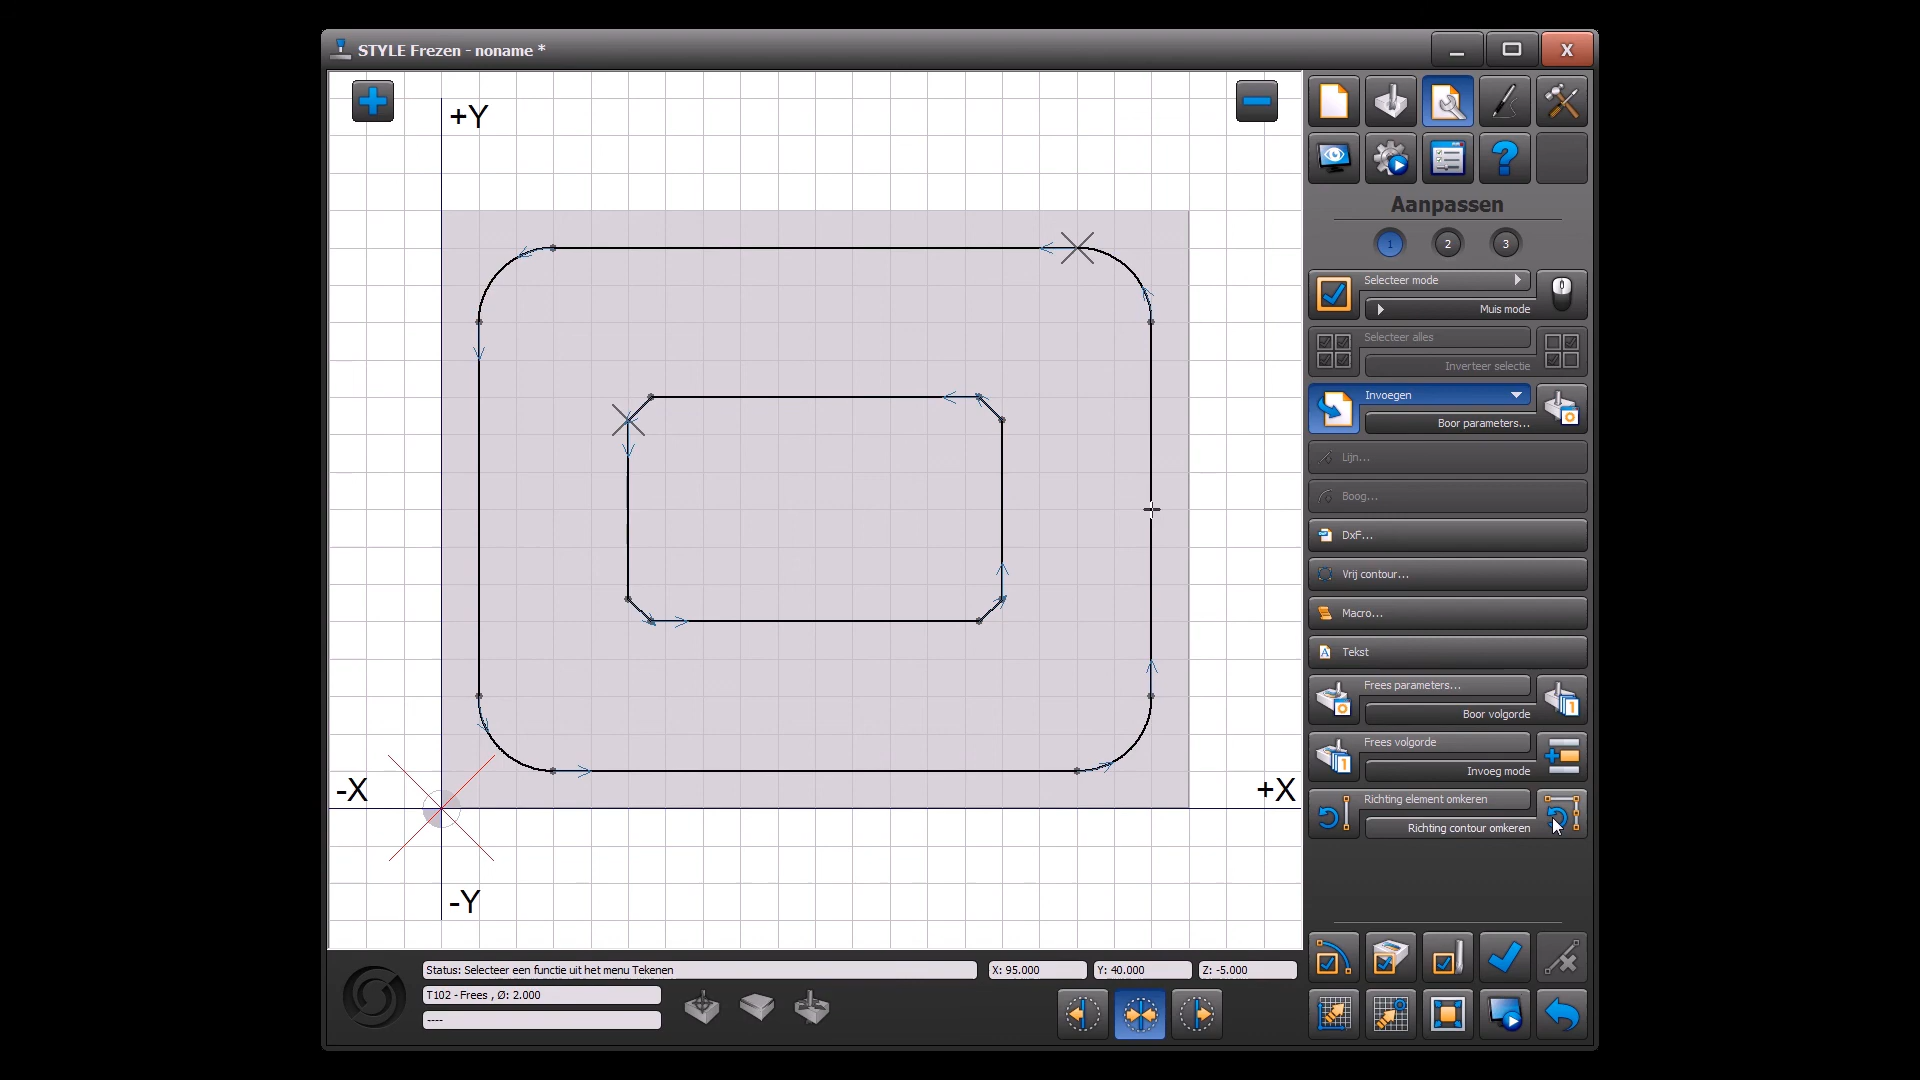 STYLE Frezen - noname *
X
+Y
-X
+X
-Y
Aanpassen
1 2 3
Selecteer mode
Muis mode
Selecteer alles
Inverteer selectie
Invoegen
Boor parameters...
Lijn...
Boog...
DxF...
Vrij contour...
Macro...
A Tekst
Frees parameters...
Boor volgorde
Frees volgorde
Invoeg mode
Richting element omkeren
Richting contour omkeren
Status: Selecteer een functie uit het menu Tekenen
X: 95.000
Y: 40.000
Z: -5.000
T102 - Frees , Ø: 2.000
----